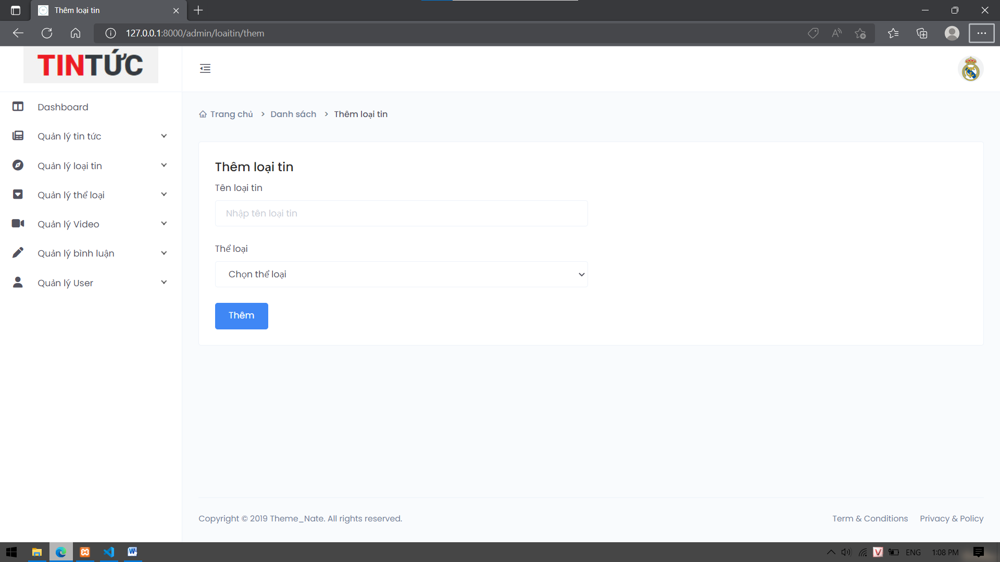 Thêm loại tin
127.0.0.1:8000/admin/loaitin/them
TINTỨC
Dashboard
Quản lý tin tức
Quản lý loại tin
Quản lý thể loại
Quản lý Video
Quản lý bình luận
Quản lý User
Trang chủ > Danh sách > Thêm loại tin
Thêm loại tin
Tên loại tin
Nhập tên loại tin
Thể loại
Chọn thể loại
Thêm
Copyright © 2019 Theme_Nate. All rights reserved.
Term & Conditions Privacy & Policy
ENG 1:08 PM